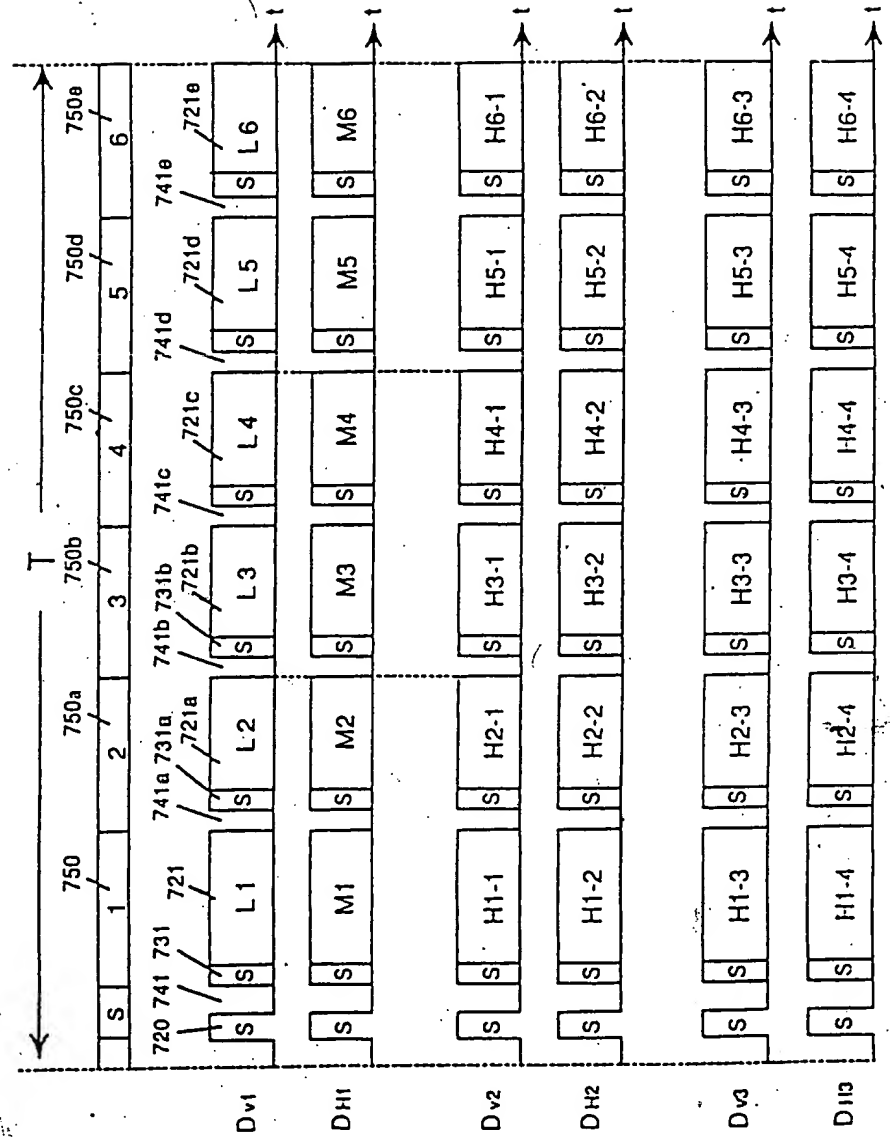 T
750 750a 750b 750c 750d 750e
S 1 2 3 4 5 6
720 741 731 721 741a 731a 721a 741b 731b 721b 741c 721c 741d 721d 741e 721e
DV1 S S L1 S L2 S L3 S L4 S L5 S L6 t
DH1 S S M1 S M2 S M3 S M4 S M5 S M6 t
DV2 S S H1-1 S H2-1 S H3-1 S H4-1 S H5-1 S H6-1 t
DH2 S S H1-2 S H2-2 S H3-2 S H4-2 S H5-2 S H6-2 t
DV3 S S H1-3 S H2-3 S H3-3 S H4-3 S H5-3 S H6-3 t
DH3 S S H1-4 S H2-4 S H3-4 S H4-4 S H5-4 S H6-4 t